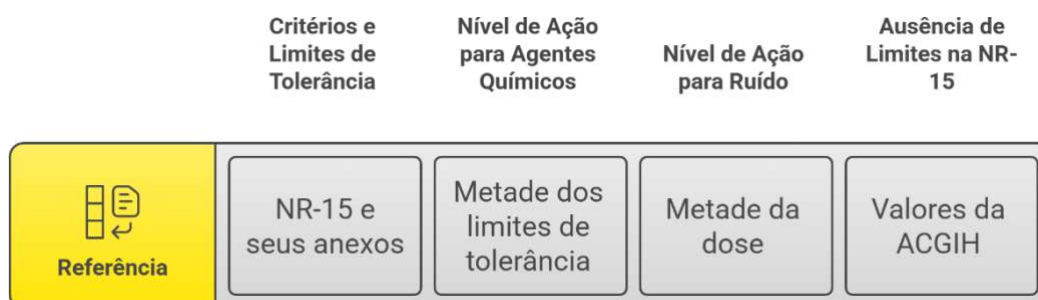 Critérios e
Limites de
Tolerância
Nível de Ação
para Agentes
Químicos
Nível de Ação
para Ruído
Ausência de
Limites na NR-
15
Referência
NR-15 e
seus anexos
Metade dos
limites de
tolerância
Metade da
dose
Valores da
ACGIH